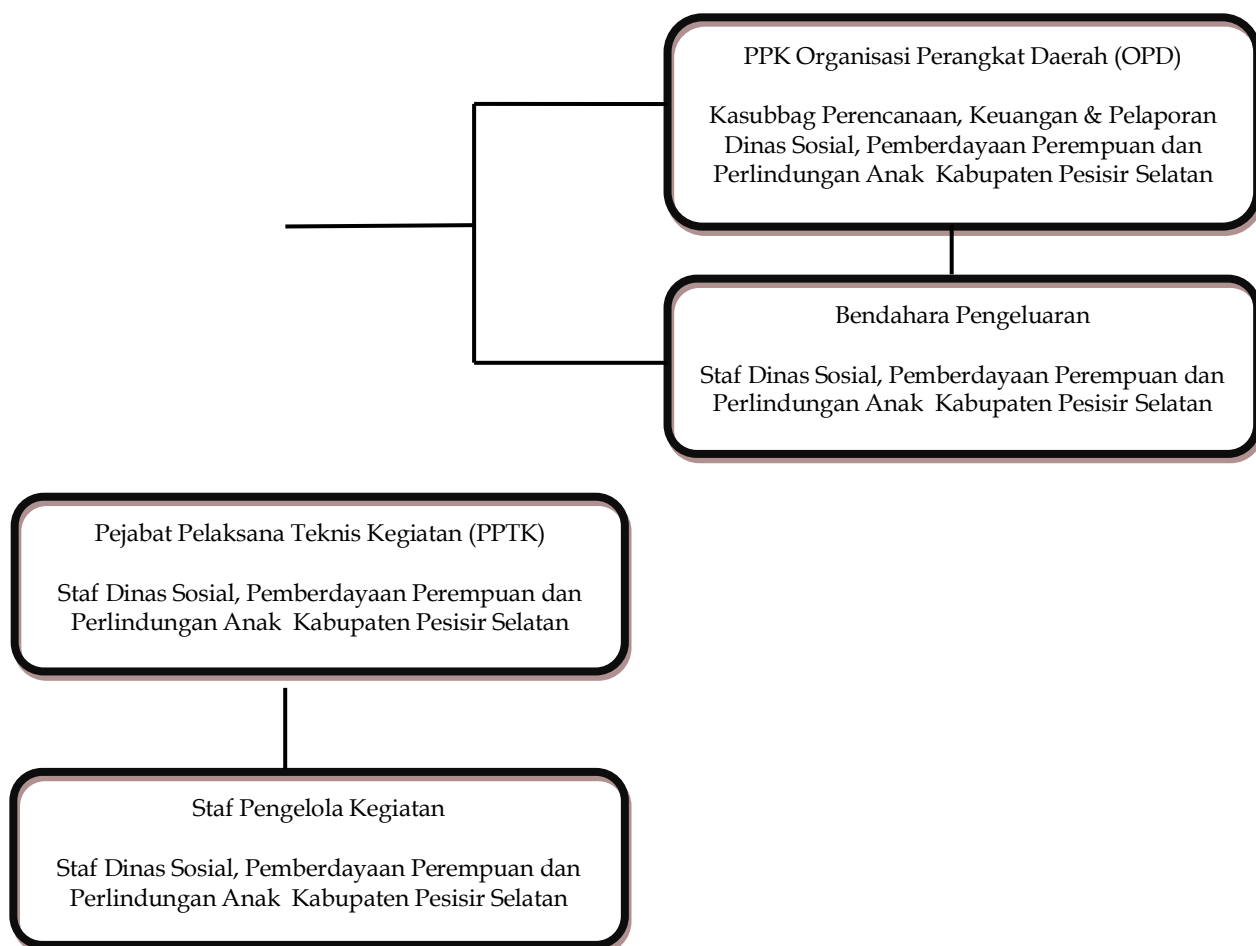 PPK Organisasi Perangkat Daerah (OPD)
Kasubbag Perencanaan, Keuangan & Pelaporan
Dinas Sosial, Pemberdayaan Perempuan dan
Perlindungan Anak Kabupaten Pesisir Selatan
Bendahara Pengeluaran
Staf Dinas Sosial, Pemberdayaan Perempuan dan
Perlindungan Anak Kabupaten Pesisir Selatan
Pejabat Pelaksana Teknis Kegiatan (PPTK)
Staf Dinas Sosial, Pemberdayaan Perempuan dan
Perlindungan Anak Kabupaten Pesisir Selatan
Staf Pengelola Kegiatan
Staf Dinas Sosial, Pemberdayaan Perempuan dan
Perlindungan Anak Kabupaten Pesisir Selatan